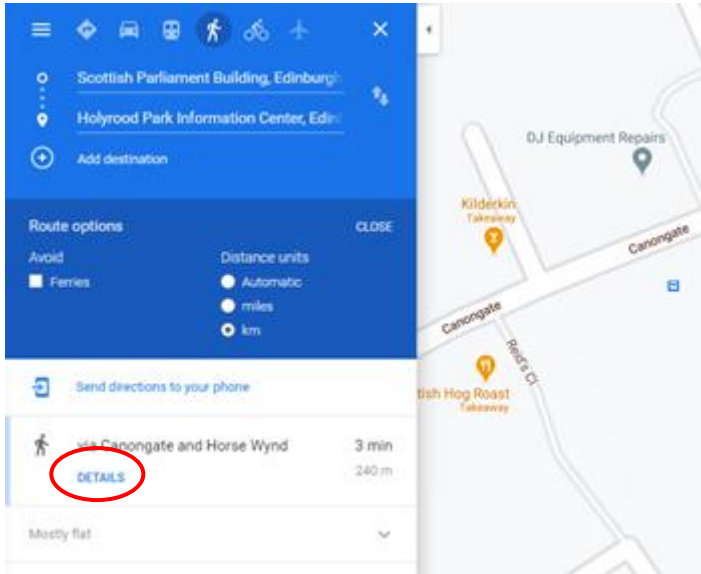 Scottish Parliament Building, Edinburgh
Holyrood Park Information Center, Edin
Add destination
Route options CLOSE
Avoid Distance units
Ferries Automatic
miles
km
Send directions to your phone
via Canongate and Horse Wynd 3 min
DETAILS 240 m
Mostly flat
DJ Equipment Repairs
Kilderkin
Takeaway
Canongate
Canongate
Reid's Cl
tish Hog Roast
Takeaway